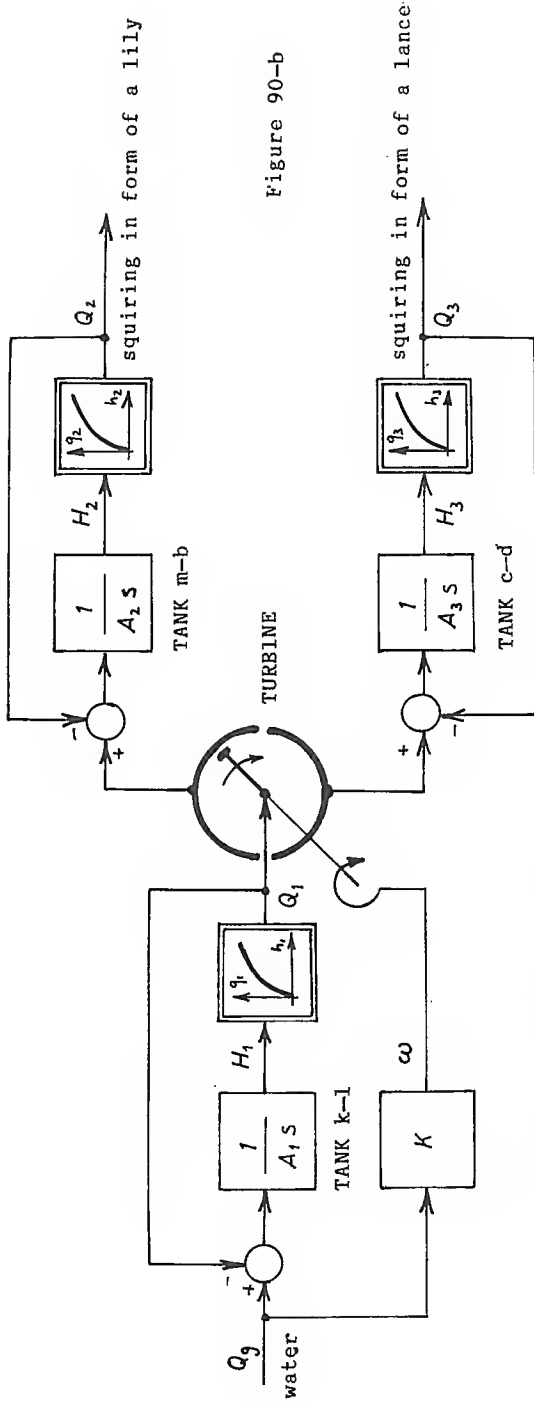 Q₂
squiring in form of a lily
q₂
h₂
H₂
1
A₂ s
TANK m-b
-
+
Figure 90-b
TURBINE
Q₁
q₁
h₁
H₁
1
A₁ s
TANK k-l
-
+
Qg
water
K
ω
+
-
1
A₃ s
TANK c-d
H₃
q₃
h₃
Q₃
squiring in form of a lance